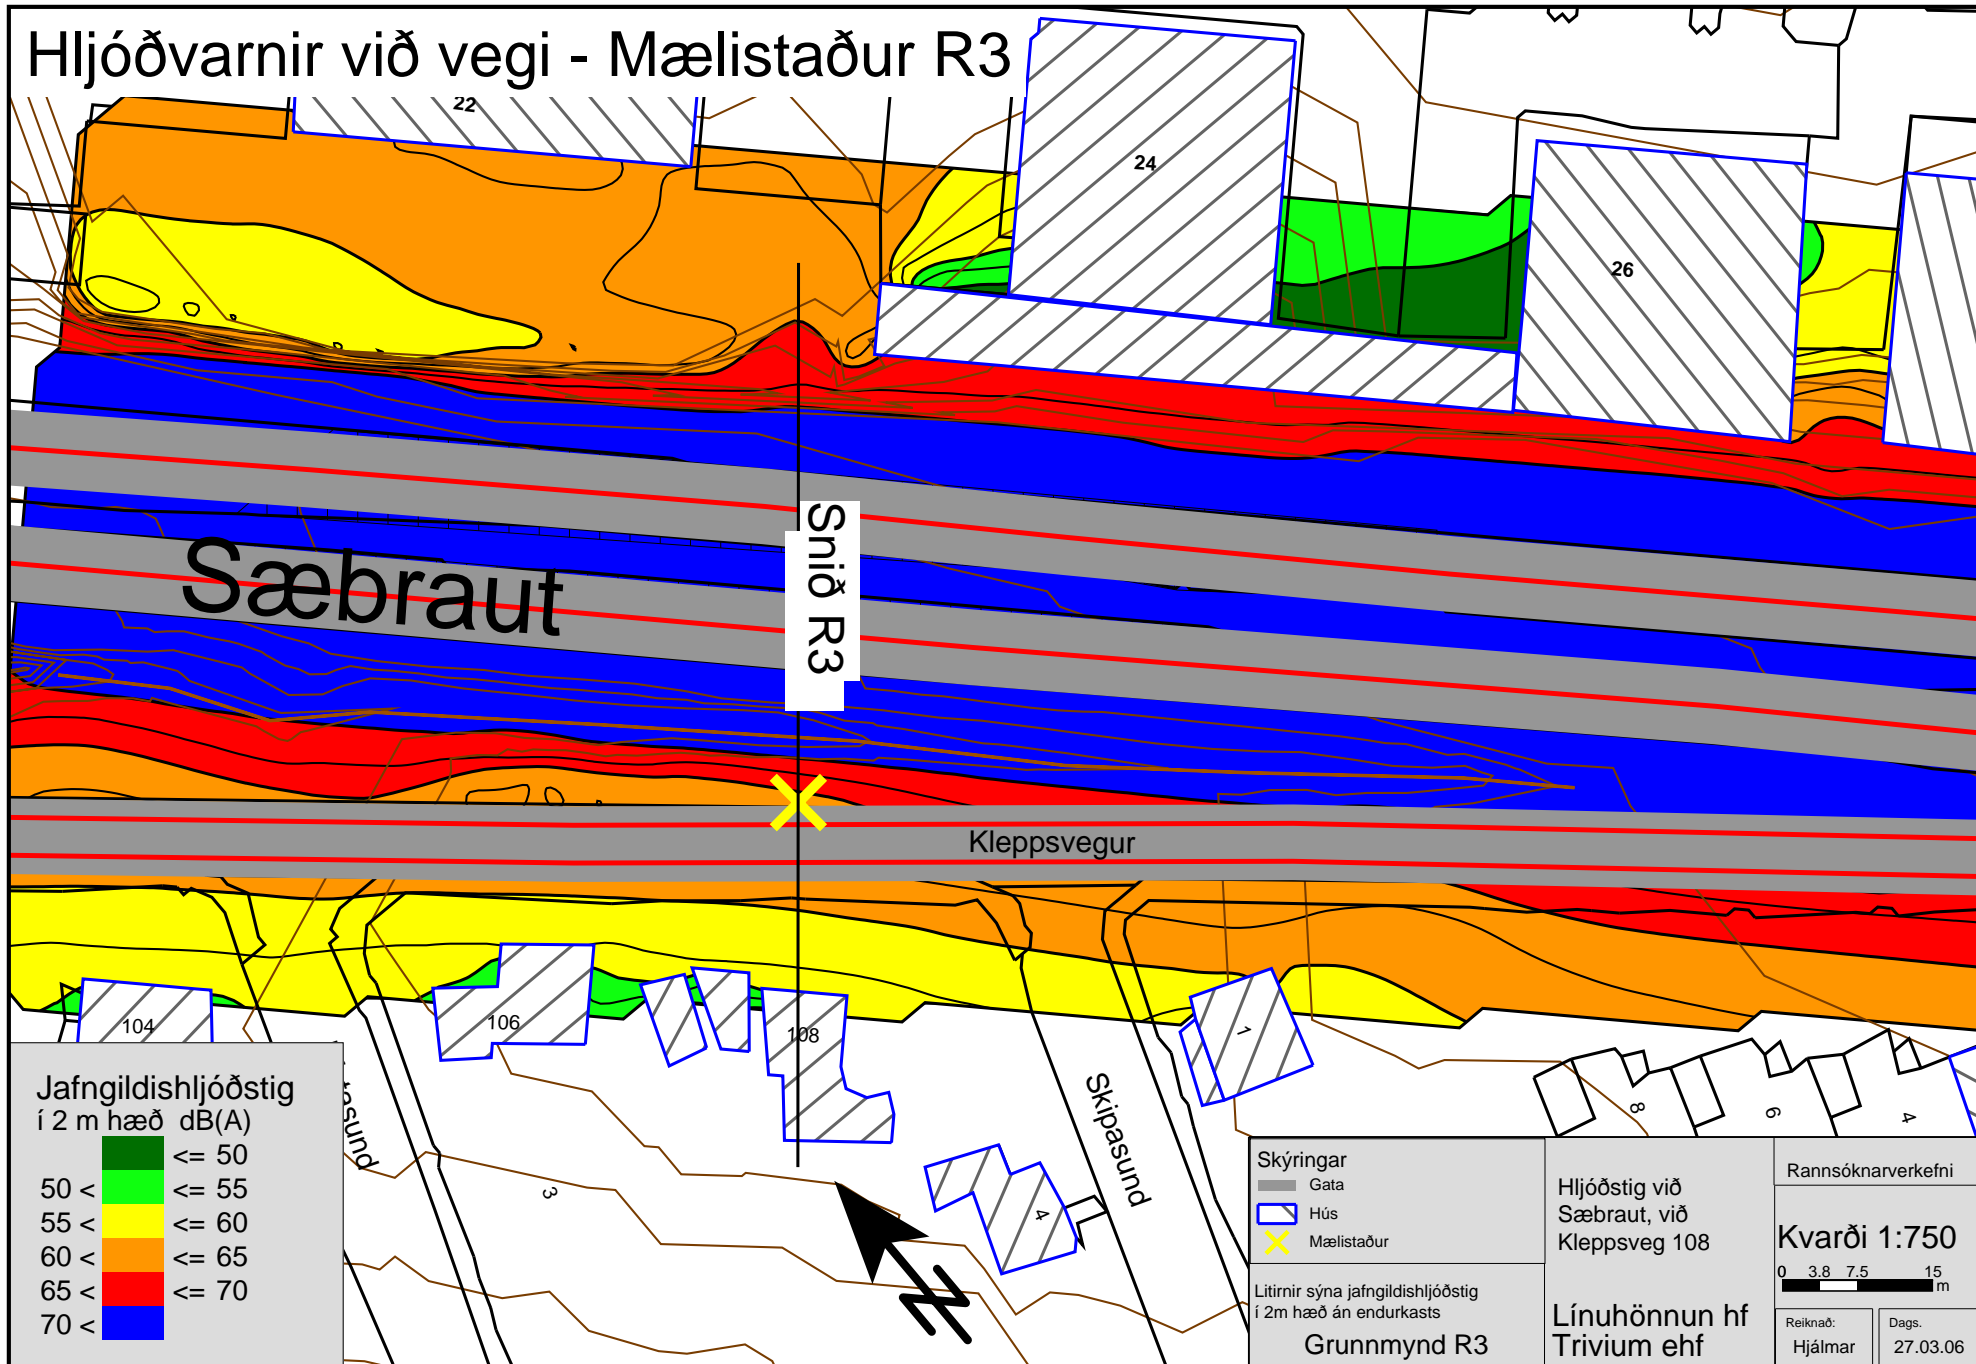 Hljóðvarnir við vegi - Mælistaður R3
22
24
26
Snið R3
Sæbraut
Kleppsvegur
104
106
108
1
8
6
4
3
4
Skipasund
Jafngildishljóðstig
í 2 m hæð dB(A)
<= 50
50 < <= 55
55 < <= 60
60 < <= 65
65 < <= 70
70 <
Skýringar
Gata
Hús
Mælistaður
Litirnir sýna jafngildishljóðstig
í 2m hæð án endurkasts
Grunnmynd R3
Hljóðstig við
Sæbraut, við
Kleppsveg 108
Línuhönnun hf
Trivium ehf
Rannsóknarverkefni
Kvarði 1:750
0 3.8 7.5 15
m
Reiknað:
Hjálmar
Dags.
27.03.06
N